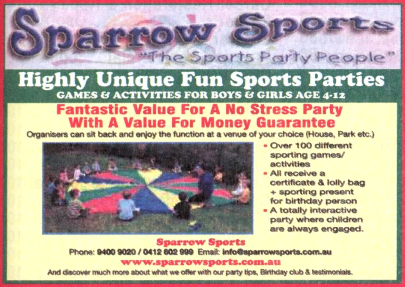 Sparrow Sports
"The Sports Party People"
Highly Unique Fun Sports Parties
GAMES & ACTIVITIES FOR BOYS & GIRLS AGE 4-12
Fantastic Value For A No Stress Party
With A Value For Money Guarantee
Organisers can sit back and enjoy the function at a venue of your choice (House, Park etc.)
• Over 100 different
sporting games/
activities
• All receive a
certificate & lolly bag
+ sporting present
for birthday person
• A totally interactive
party where children
are always engaged.
Sparrow Sports
Phone: 9400 9020 / 0412 602 999 Email: info@sparrowsports.com.au
www.sparrowsports.com.au
And discover much more about what we offer with our party tips, Birthday club & testimonials.